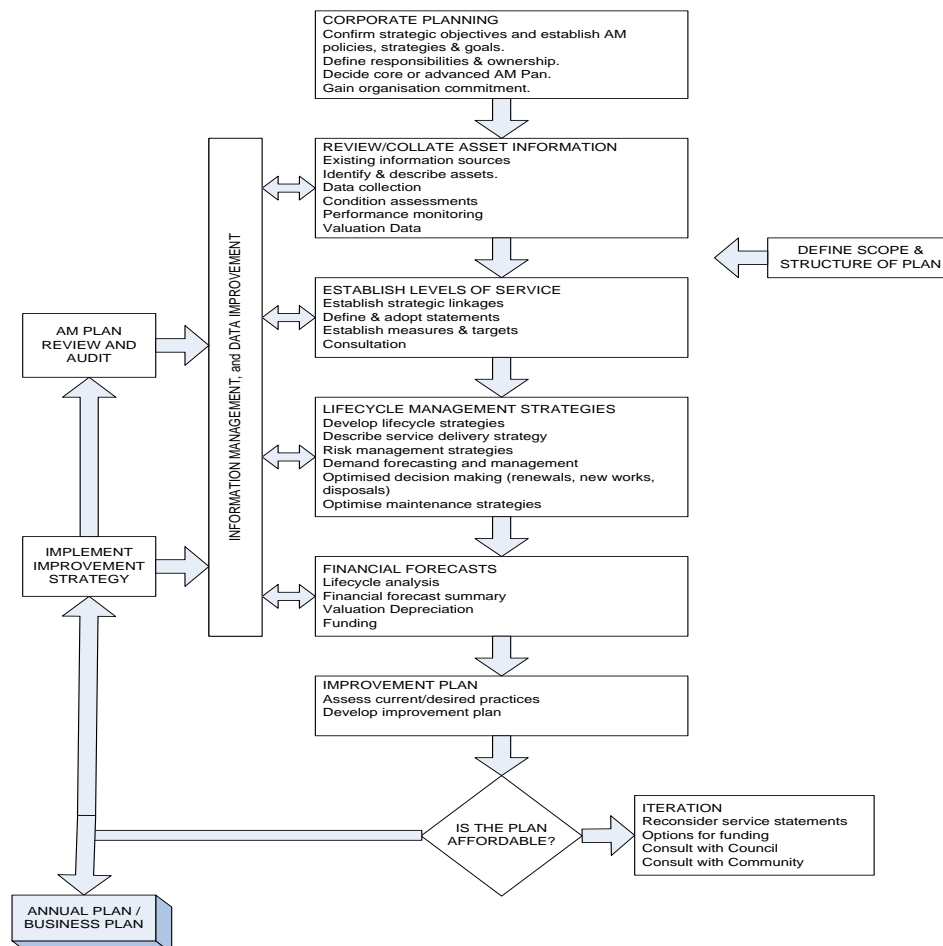 CORPORATE PLANNING
Confirm strategic objectives and establish AM
policies, strategies & goals.
Define responsibilities & ownership.
Decide core or advanced AM Pan.
Gain organisation commitment.
REVIEW/COLLATE ASSET INFORMATION
Existing information sources
Identify & describe assets.
Data collection
Condition assessments
Performance monitoring
Valuation Data
DEFINE SCOPE &
STRUCTURE OF PLAN
INFORMATION MANAGEMENT, and DATA IMPROVEMENT
ESTABLISH LEVELS OF SERVICE
Establish strategic linkages
Define & adopt statements
Establish measures & targets
Consultation
AM PLAN
REVIEW AND
AUDIT
LIFECYCLE MANAGEMENT STRATEGIES
Develop lifecycle strategies
Describe service delivery strategy
Risk management strategies
Demand forecasting and management
Optimised decision making (renewals, new works,
disposals)
Optimise maintenance strategies
IMPLEMENT
IMPROVEMENT
STRATEGY
FINANCIAL FORECASTS
Lifecycle analysis
Financial forecast summary
Valuation Depreciation
Funding
IMPROVEMENT PLAN
Assess current/desired practices
Develop improvement plan
IS THE PLAN
AFFORDABLE?
ITERATION
Reconsider service statements
Options for funding
Consult with Council
Consult with Community
ANNUAL PLAN /
BUSINESS PLAN